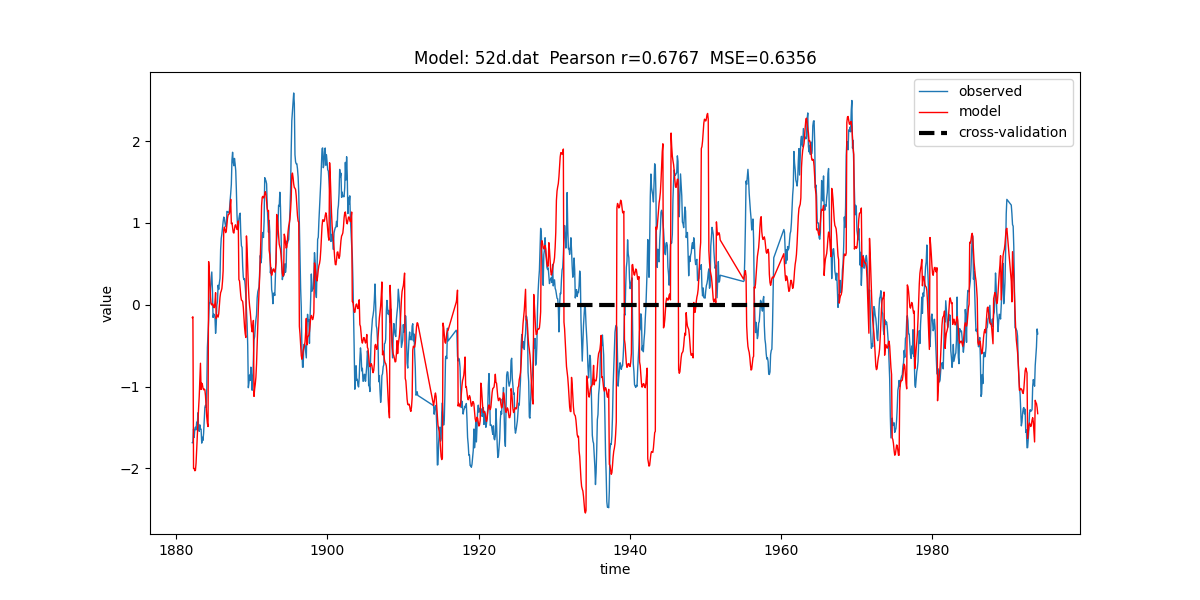 Model: 52d.dat  Pearson r=0.6767  MSE=0.6356
observed
model
cross-validation
value
2
1
0
−1
−2
1880 1900 1920 1940 1960 1980
time